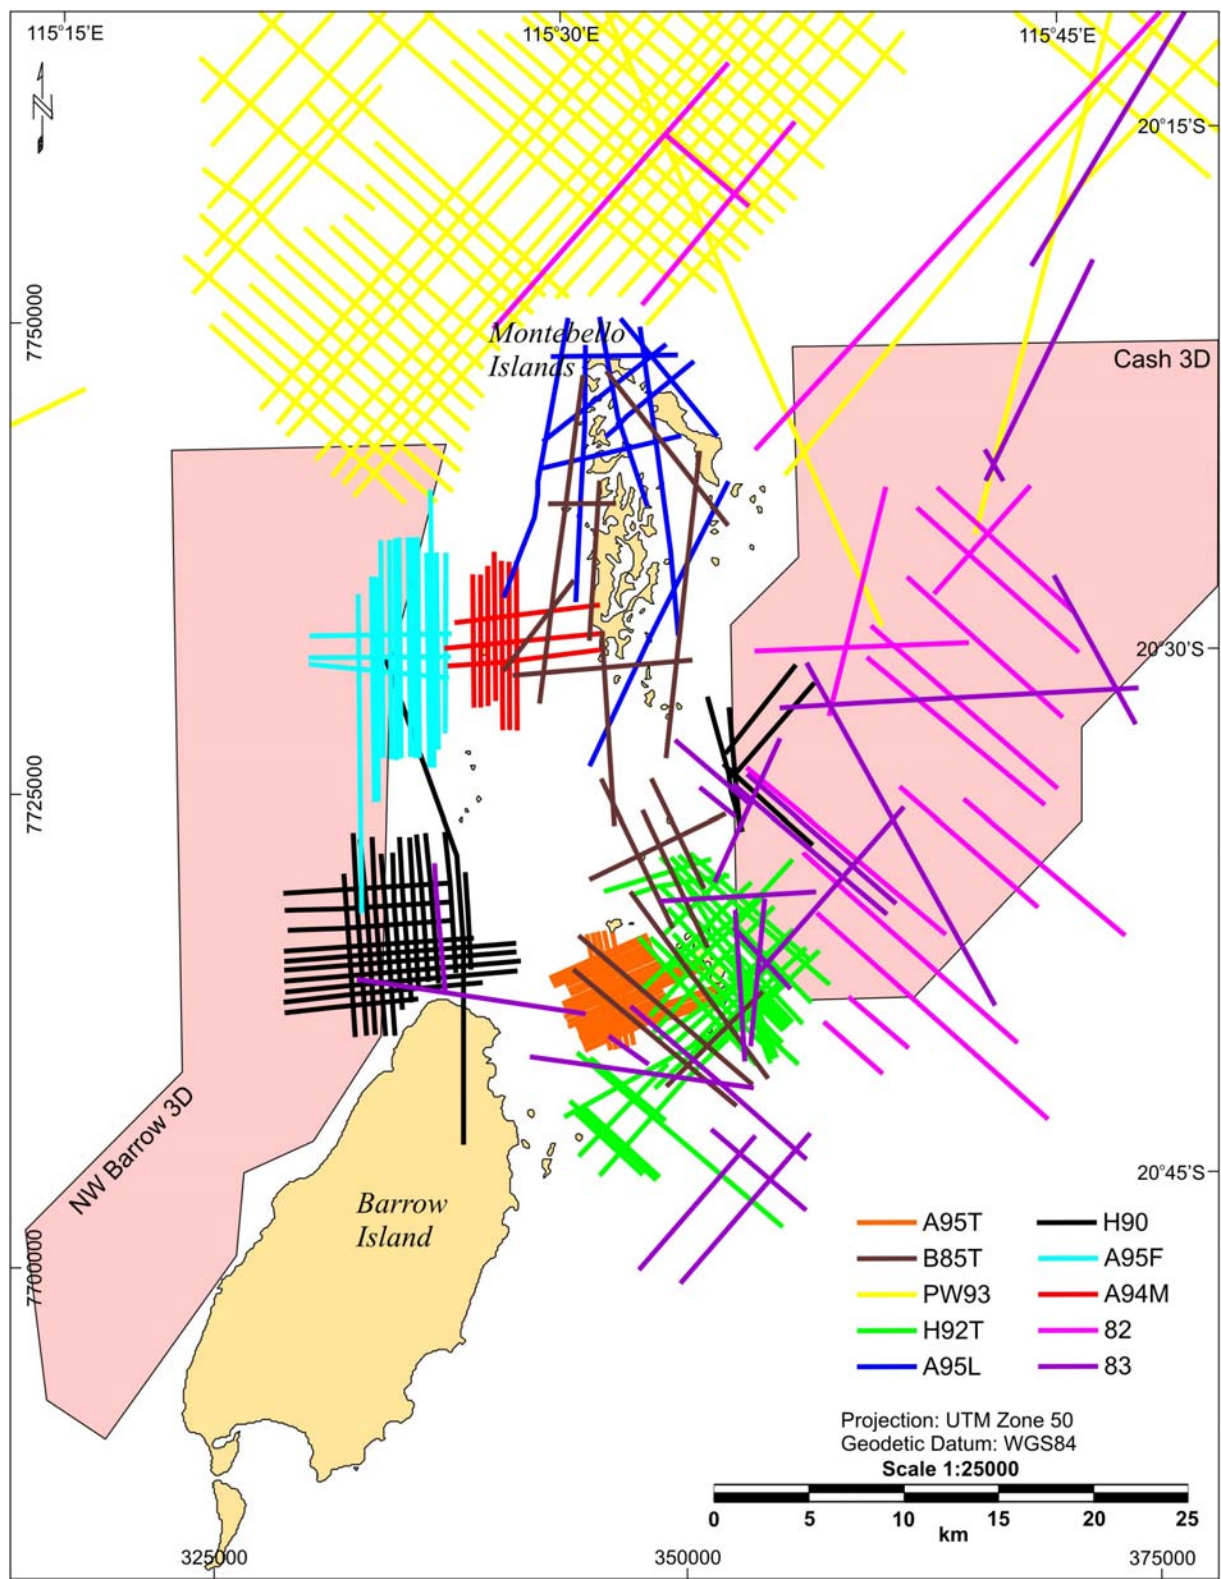 115°15'E
115°30'E
115°45'E
N
20°15'S
7750000
Montebello
Islands
Cash 3D
20°30'S
7725000
NW Barrow 3D
20°45'S
Barrow
Island
7700000
A95T
H90
B85T
A95F
PW93
A94M
H92T
82
A95L
83
Projection: UTM Zone 50
Geodetic Datum: WGS84
Scale 1:25000
0 5 10 15 20 25
km
325000
350000
375000